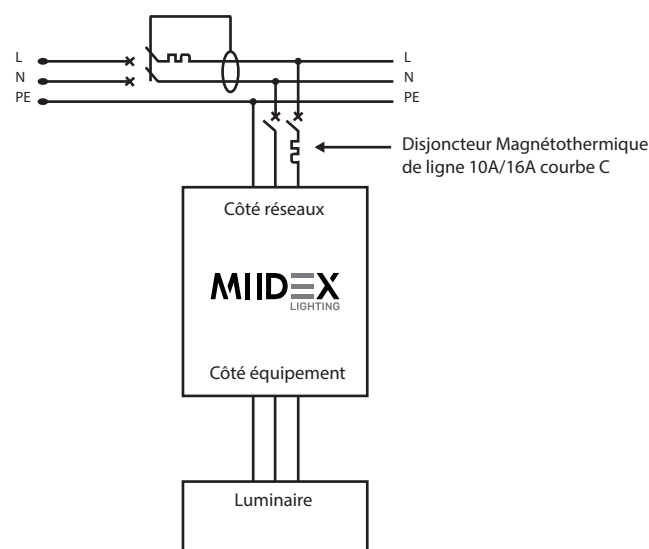 L
L
N
N
PE
PE
Disjoncteur Magnétothermique
de ligne 10A/16A courbe C
Côté réseaux
MIIDEX
LIGHTING
Côté équipement
Luminaire